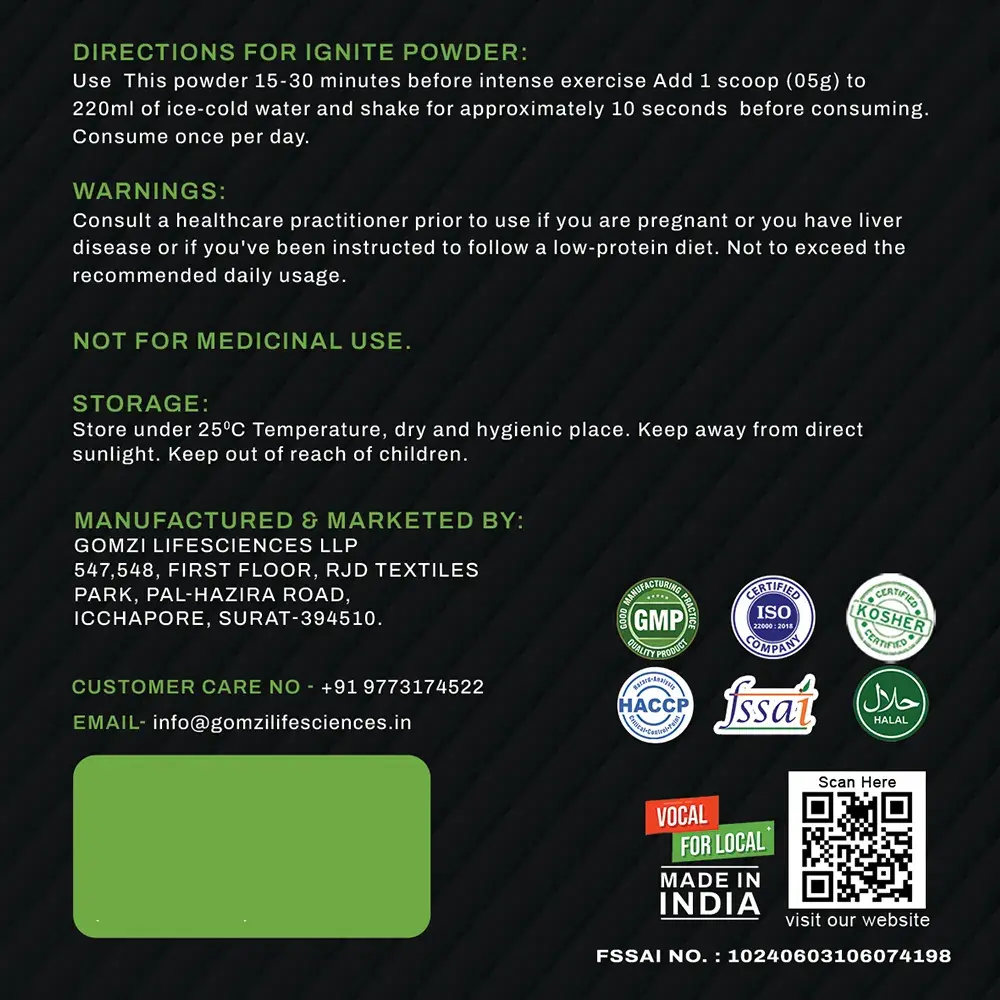 DIRECTIONS FOR IGNITE POWDER:
Use This powder 15-30 minutes before intense exercise Add 1 scoop (05g) to
220ml of ice-cold water and shake for approximately 10 seconds before consuming.
Consume once per day.
WARNINGS:
Consult a healthcare practitioner prior to use if you are pregnant or you have liver
disease or if you've been instructed to follow a low-protein diet. Not to exceed the
recommended daily usage.
NOT FOR MEDICINAL USE.
STORAGE:
Store under 25⁰C Temperature, dry and hygienic place. Keep away from direct
sunlight. Keep out of reach of children.
MANUFACTURED & MARKETED BY:
GOMZI LIFESCIENCES LLP
547,548, FIRST FLOOR, RJD TEXTILES
PARK, PAL-HAZIRA ROAD,
ICCHAPORE, SURAT-394510.
CUSTOMER CARE NO - +91 9773174522
EMAIL- info@gomzilifesciences.in
GOOD MANUFACTURING PRACTICE
GMP
QUALITY PRODUCT
CERTIFIED
ISO
22000 : 2018
COMPANY
CERTIFIED
KOSHER
CERTIFIED
Hazard-Analysis
HACCP
Critical-Control-Point
fssai
حلال
HALAL
VOCAL
FOR LOCAL
MADE IN
INDIA
Scan Here
visit our website
FSSAI NO. : 10240603106074198